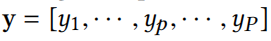 y = [y₁, · · · , yₚ, · · · , y_P]